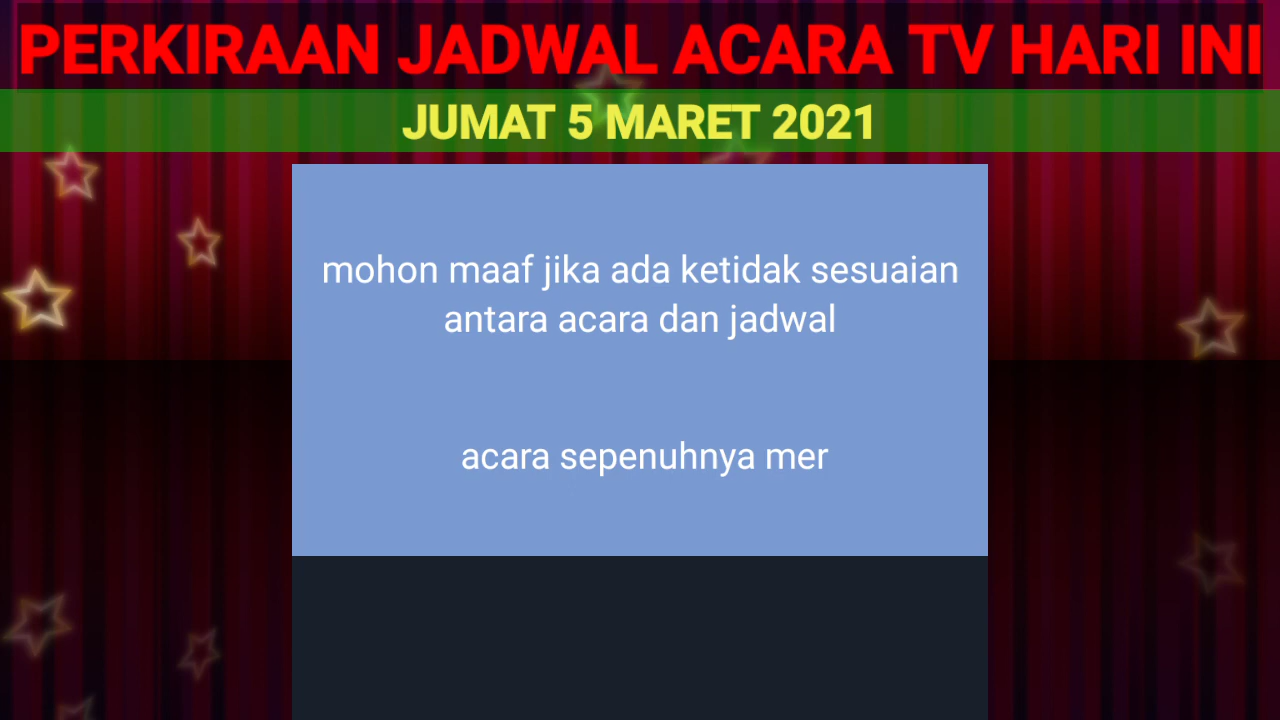 PERKIRAAN JADWAL ACARA TV HARI INI
JUMAT 5 MARET 2021
mohon maaf jika ada ketidak sesuaian
antara acara dan jadwal
acara sepenuhnya mer